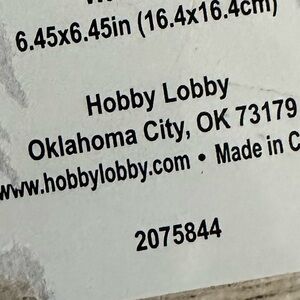 6.45x6.45in (16.4x16.4cm)
Hobby Lobby
Oklahoma City, OK 73179
www.hobbylobby.com • Made in C
2075844